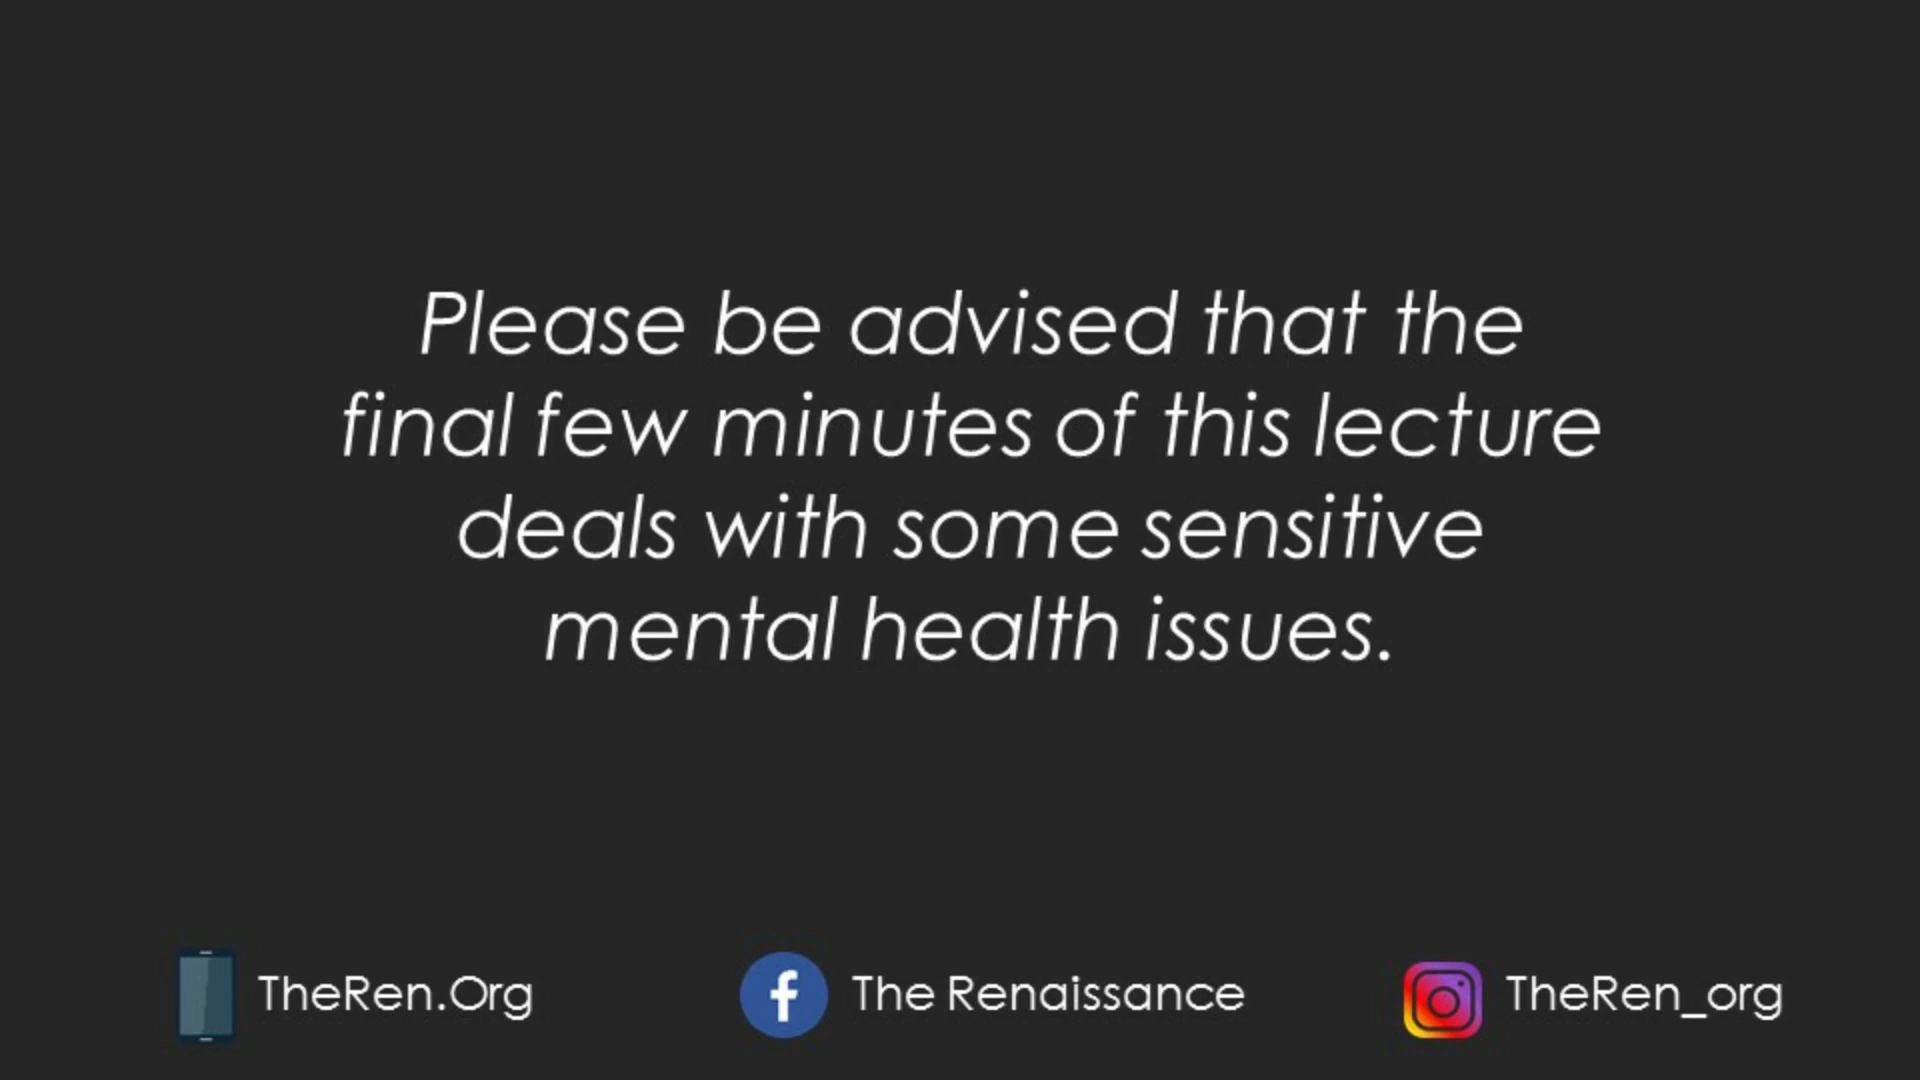 Please be advised that the
final few minutes of this lecture
deals with some sensitive
mental health issues.
TheRen.Org
The Renaissance
TheRen_org